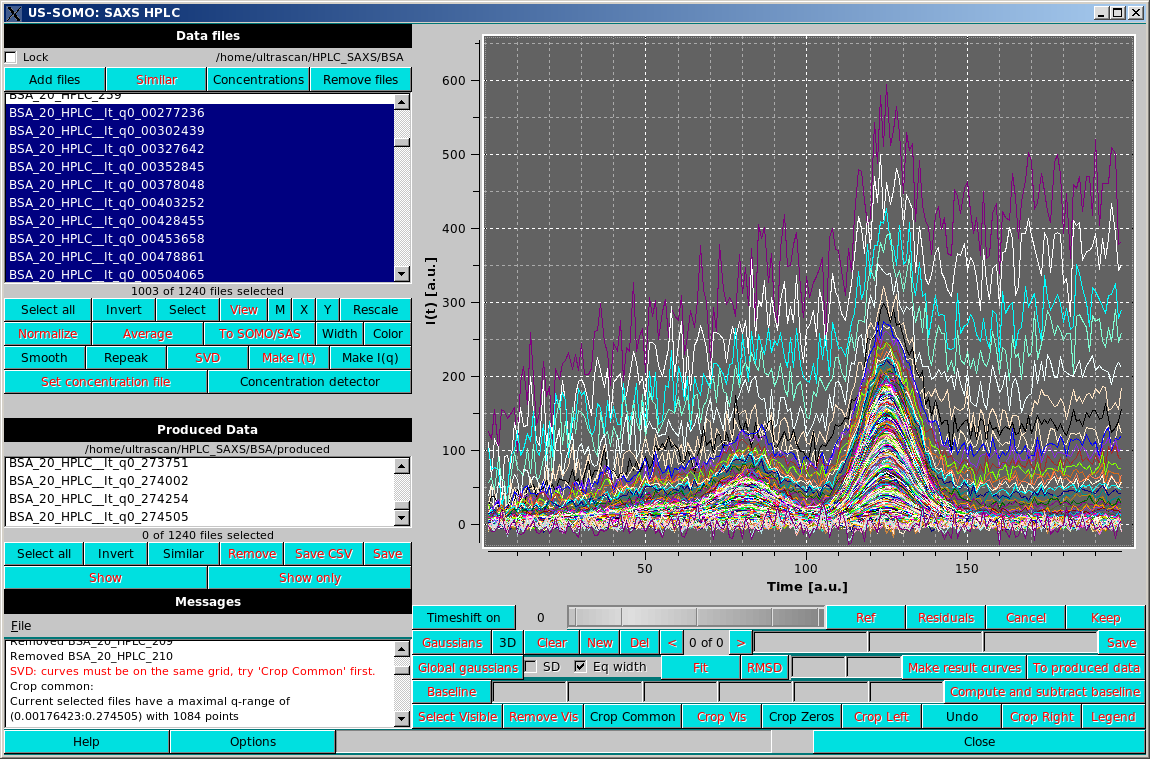 US-SOMO: SAXS HPLC
Data files
Lock /home/ultrascan/HPLC_SAXS/BSA
Add files Similar Concentrations Remove files
BSA_20_HPLC_239
BSA_20_HPLC__It_q0_00277236
BSA_20_HPLC__It_q0_00302439
BSA_20_HPLC__It_q0_00327642
BSA_20_HPLC__It_q0_00352845
BSA_20_HPLC__It_q0_00378048
BSA_20_HPLC__It_q0_00403252
BSA_20_HPLC__It_q0_00428455
BSA_20_HPLC__It_q0_00453658
BSA_20_HPLC__It_q0_00478861
BSA_20_HPLC__It_q0_00504065
1003 of 1240 files selected
Select all Invert Select View M X Y Rescale
Normalize Average To SOMO/SAS Width Color
Smooth Repeak SVD Make I(t) Make I(q)
Set concentration file Concentration detector
Produced Data
/home/ultrascan/HPLC_SAXS/BSA/produced
BSA_20_HPLC__It_q0_273751
BSA_20_HPLC__It_q0_274002
BSA_20_HPLC__It_q0_274254
BSA_20_HPLC__It_q0_274505
0 of 1240 files selected
Select all Invert Similar Remove Save CSV Save
Show Show only
Messages
File
Removed BSA_20_HPLC_209
Removed BSA_20_HPLC_210
SVD: curves must be on the same grid, try 'Crop Common' first.
Crop common:
Current selected files have a maximal q-range of
(0.00176423:0.274505) with 1084 points
Help Options
I(t) [a.u.]
600
500
400
300
200
100
0
50 100 150
Time [a.u.]
Timeshift on 0 Ref Residuals Cancel Keep
Gaussians 3D Clear New Del < 0 of 0 > Save
Global gaussians SD Eq width Fit RMSD Make result curves To produced data
Baseline Compute and subtract baseline
Select Visible Remove Vis Crop Common Crop Vis Crop Zeros Crop Left Undo Crop Right Legend
Close